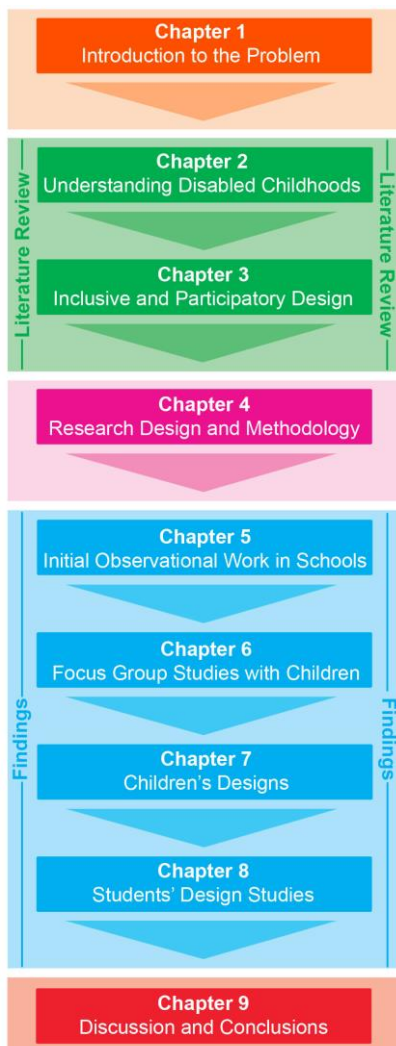 Chapter 1
Introduction to the Problem
Literature Review
Chapter 2
Understanding Disabled Childhoods
Chapter 3
Inclusive and Participatory Design
Literature Review
Chapter 4
Research Design and Methodology
Findings
Chapter 5
Initial Observational Work in Schools
Chapter 6
Focus Group Studies with Children
Chapter 7
Children’s Designs
Chapter 8
Students’ Design Studies
Findings
Chapter 9
Discussion and Conclusions